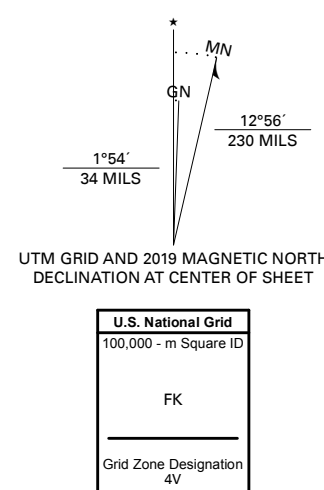 ★
MN
GN
12°56´
230 MILS
1°54´
34 MILS
UTM GRID AND 2019 MAGNETIC NORTH
DECLINATION AT CENTER OF SHEET
U.S. National Grid
100,000 - m Square ID
FK
Grid Zone Designation
4V